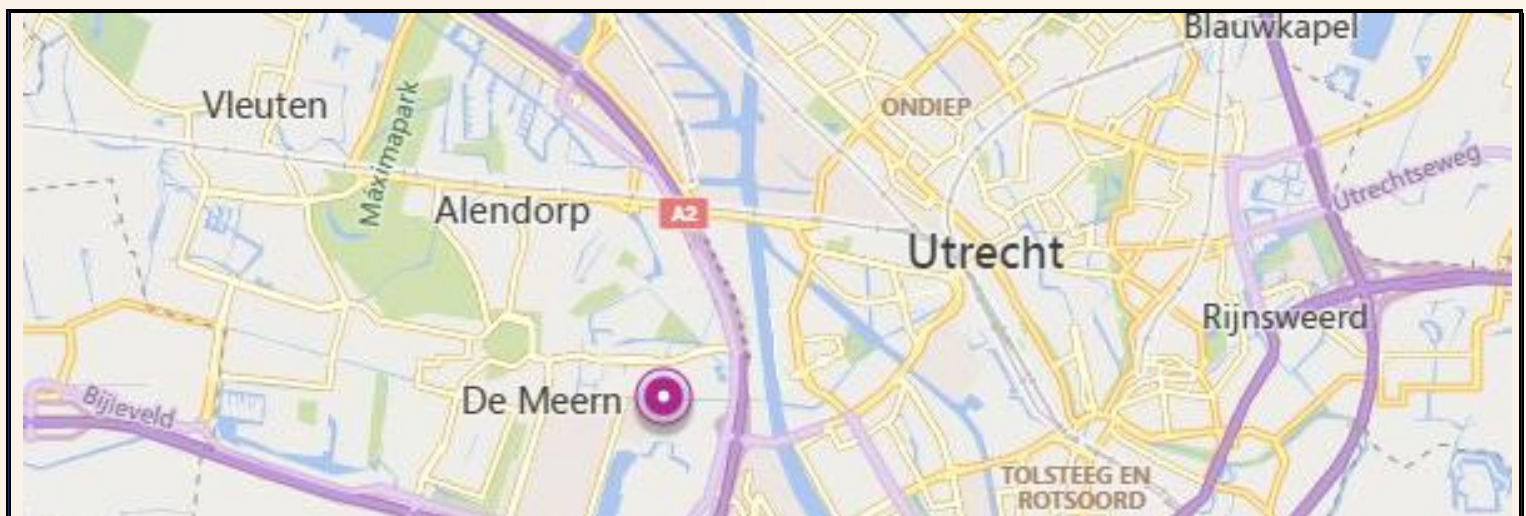 Blauwkapel
Vleuten
ONDIEP
Maximapark
Utrechtseweg
Alendorp
A2
Utrecht
Rijnsweerd
De Meern
Bijleveld
TOLSTEEG EN
ROTSOORD